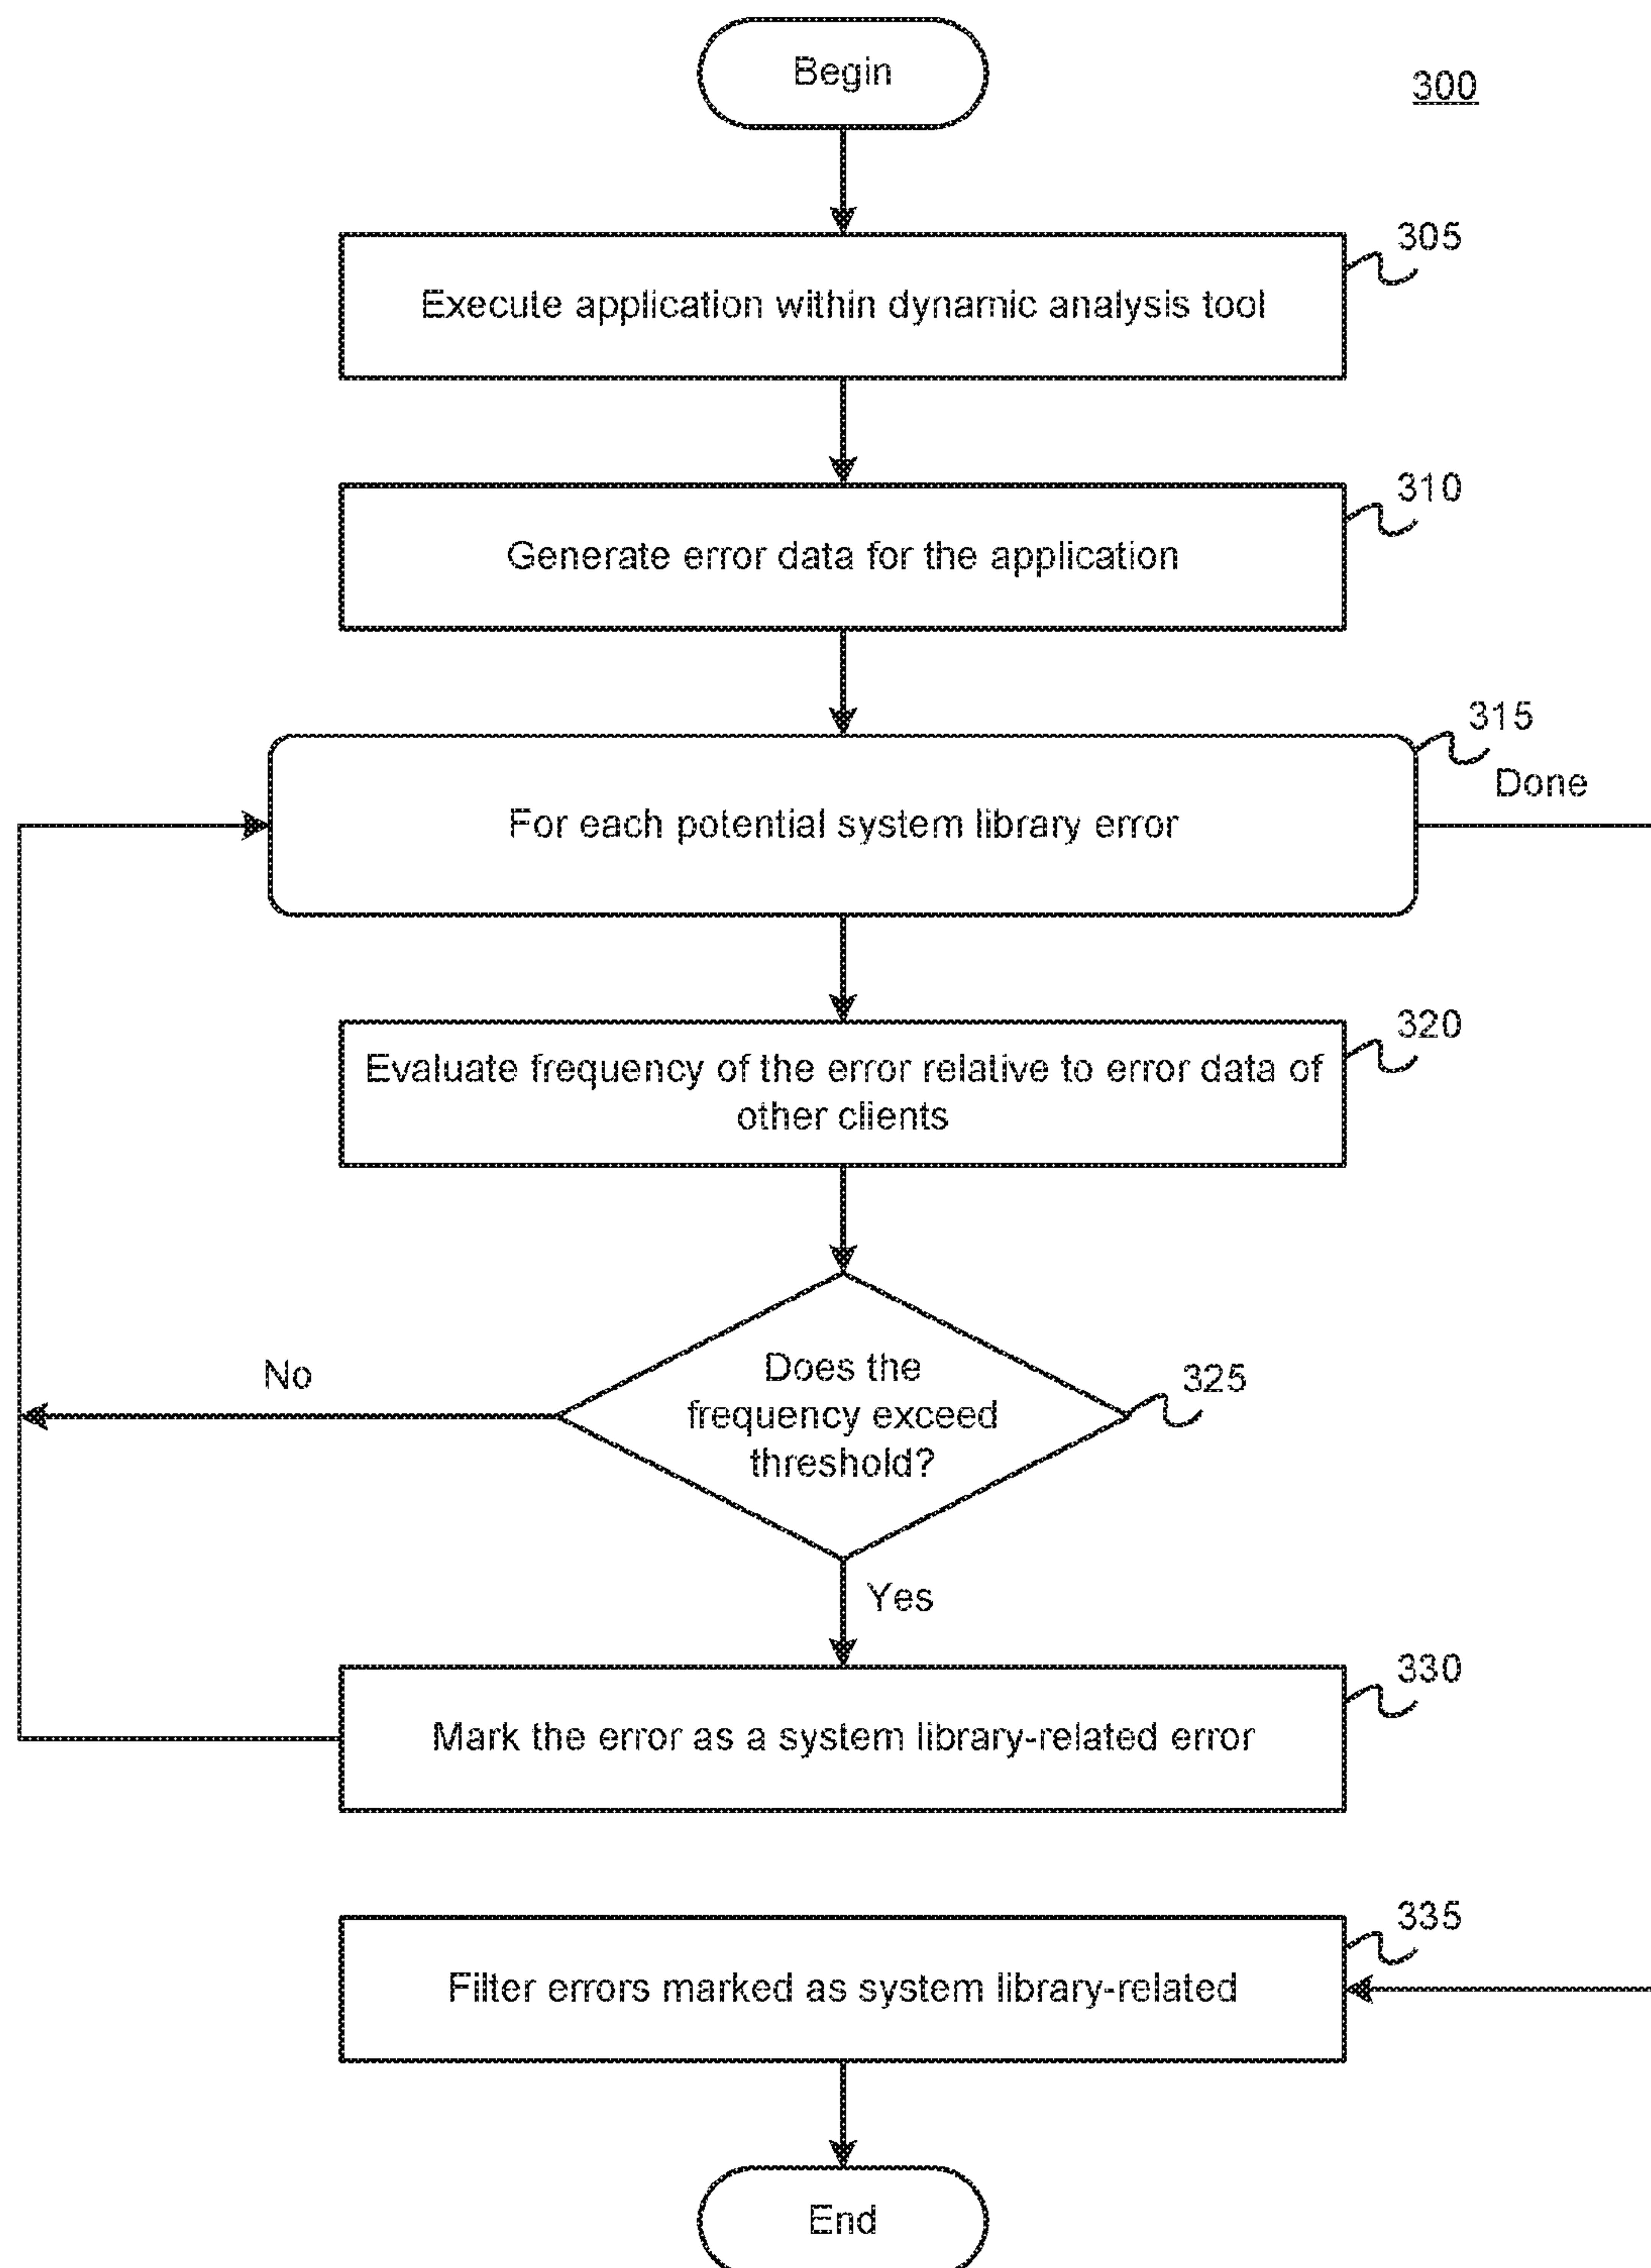 Begin
300
305
Execute application within dynamic analysis tool
310
Generate error data for the application
315
Done
For each potential system library error
320
Evaluate frequency of the error relative to error data of
other clients
No
Does the
frequency exceed
threshold?
325
Yes
330
Mark the error as a system library-related error
335
Filter errors marked as system library-related
End